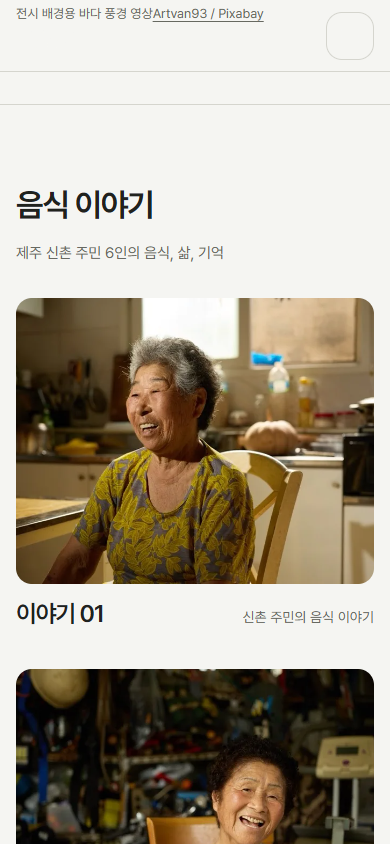 전시 배경용 바다 풍경 영상Artvan93 / Pixabay
음식 이야기
제주 신촌 주민 6인의 음식, 삶, 기억
이야기 01
신촌 주민의 음식 이야기